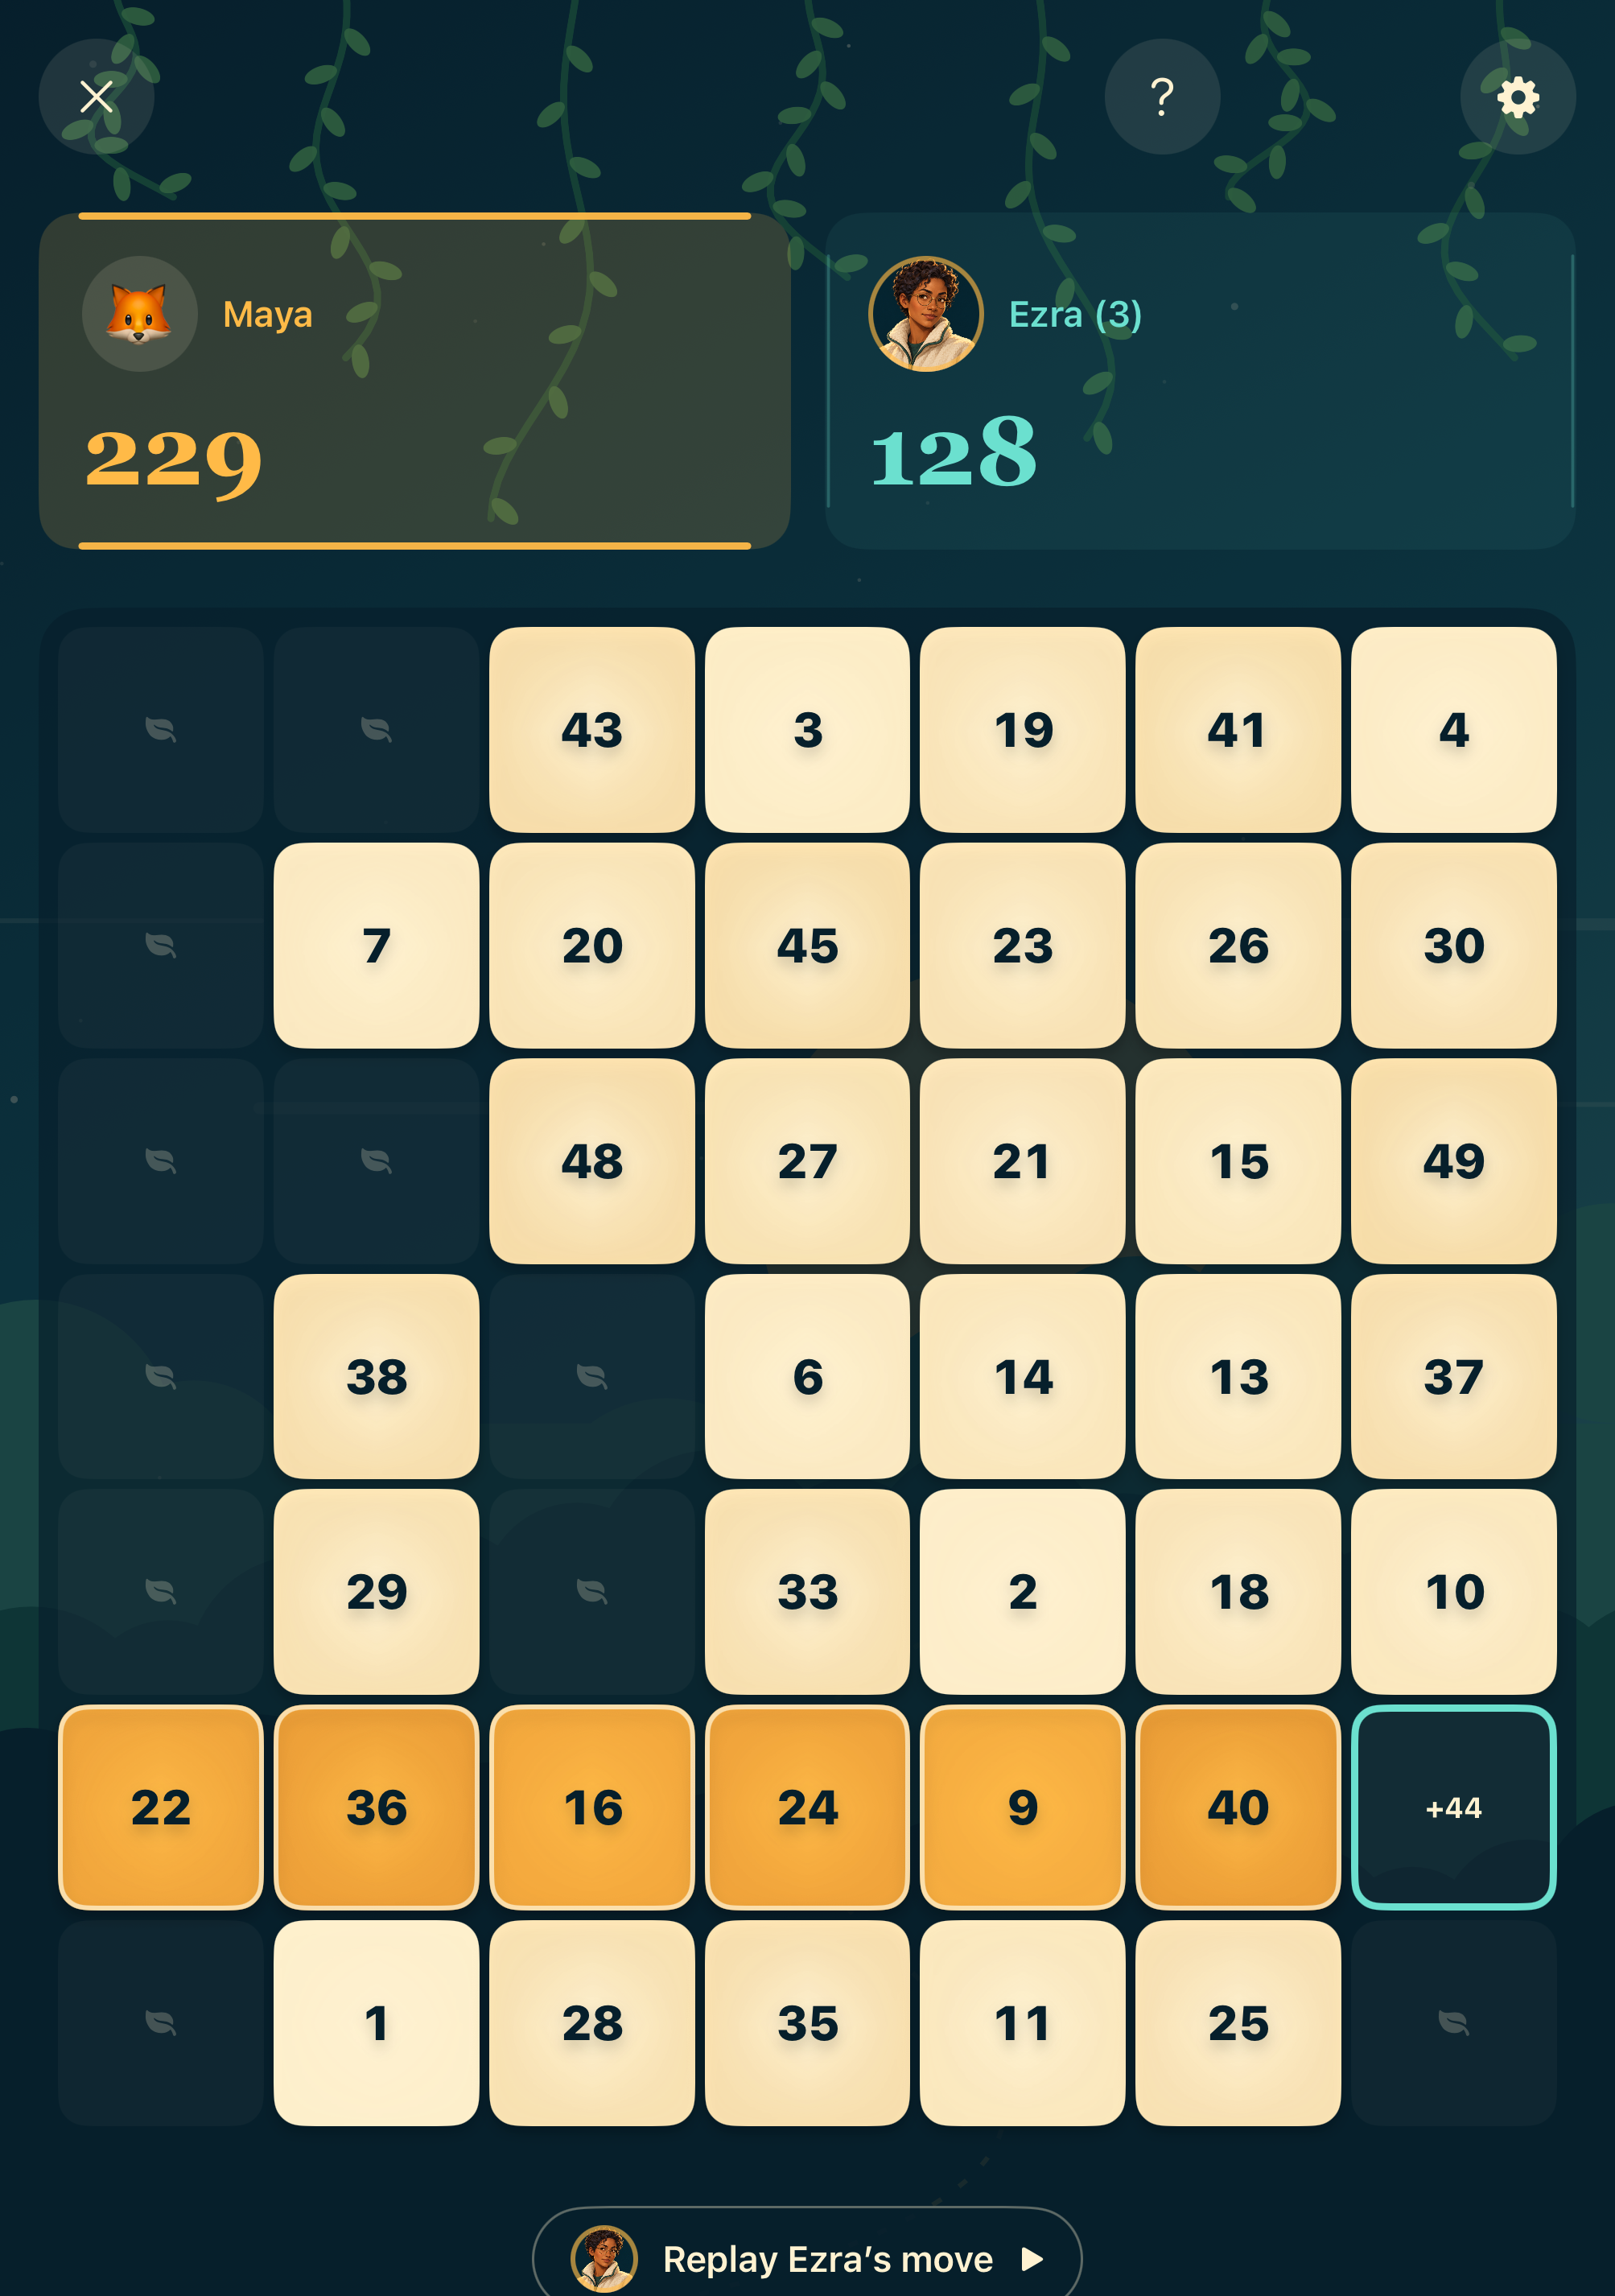 ?
Maya
Ezra (3)
229
128
43 3 19 41 4
7 20 45 23 26 30
48 27 21 15 49
38 6 14 13 37
29 33 2 18 10
22 36 16 24 9 40 +44
1 28 35 11 25
Replay Ezra’s move